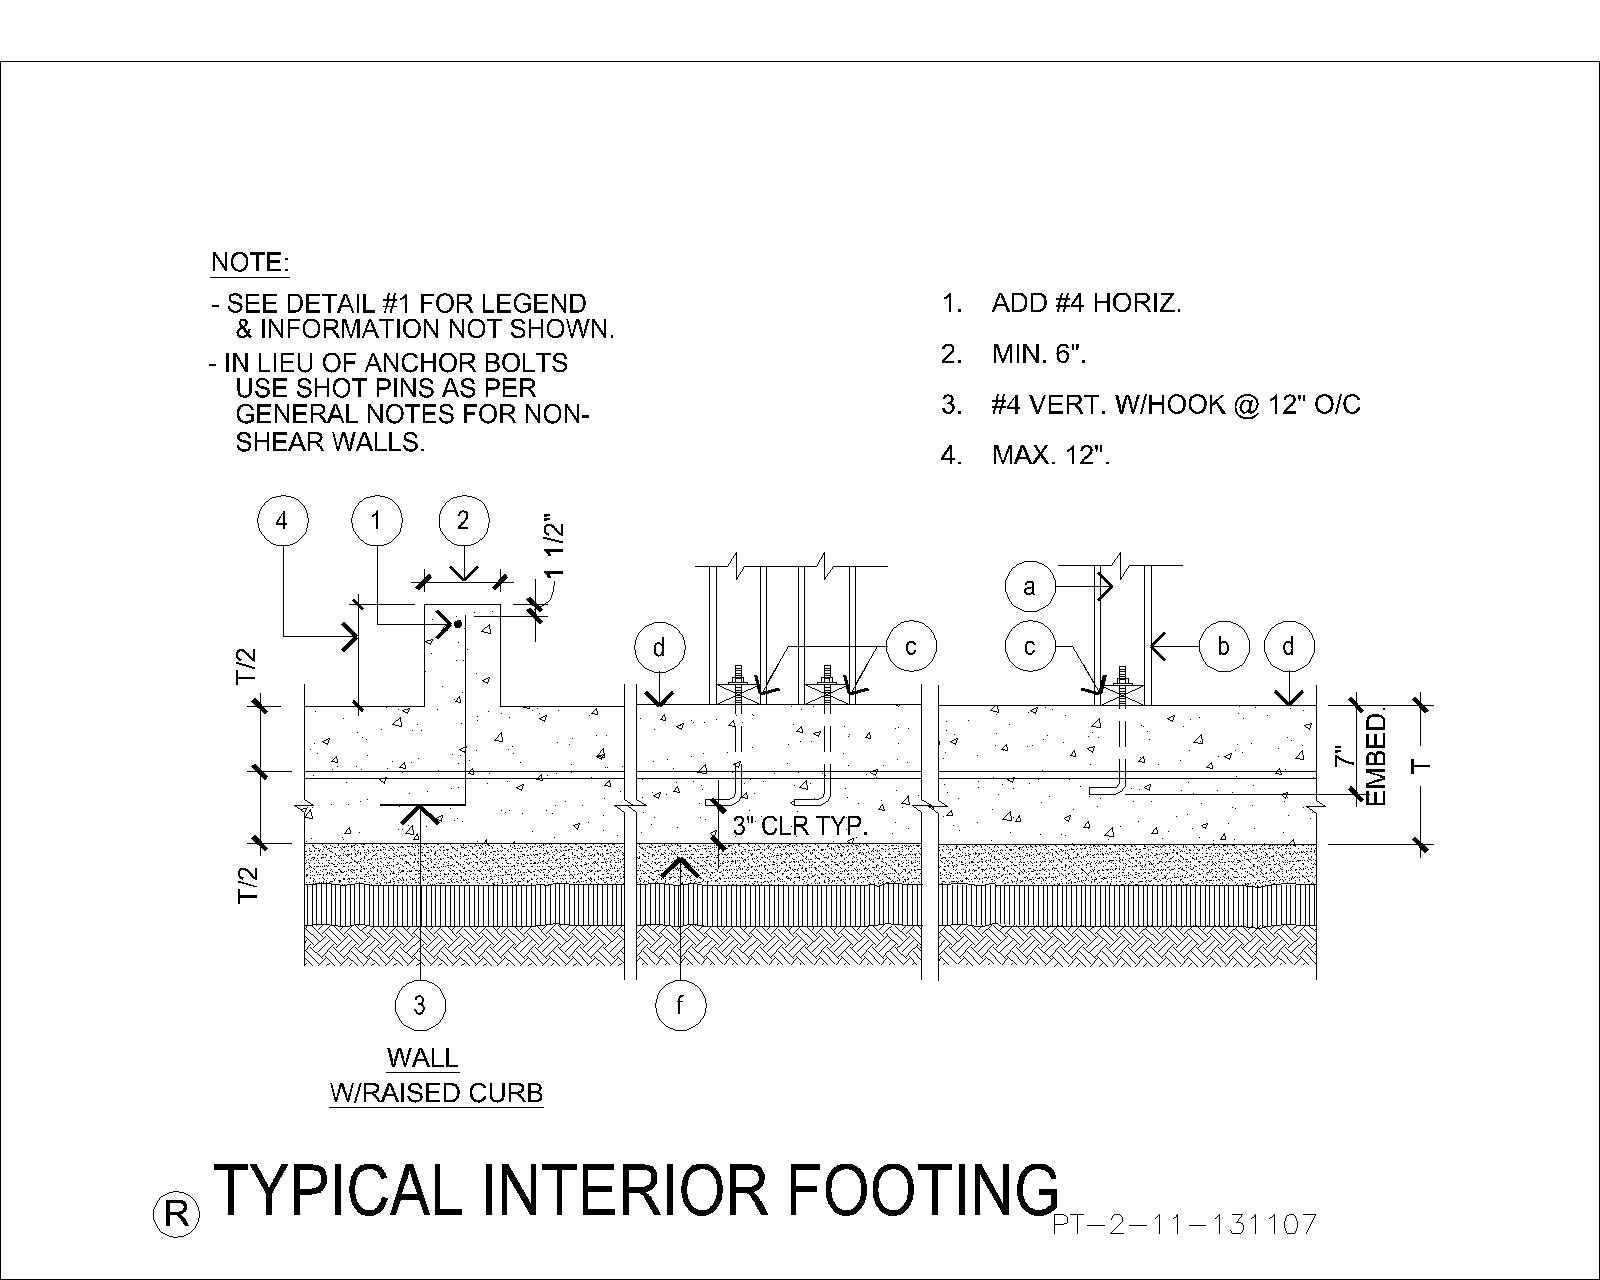 NOTE:
- SEE DETAIL #1 FOR LEGEND
& INFORMATION NOT SHOWN.
- IN LIEU OF ANCHOR BOLTS
USE SHOT PINS AS PER
GENERAL NOTES FOR NON-
SHEAR WALLS.
1. ADD #4 HORIZ.
2. MIN. 6".
3. #4 VERT. W/HOOK @ 12" O/C
4. MAX. 12".
4
1
2
1 1/2"
a
d
c
c
b
d
T/2
T/2
7"
EMBED.
T
3" CLR TYP.
3
f
WALL
W/RAISED CURB
R
TYPICAL INTERIOR FOOTING
PT-2-11-131107